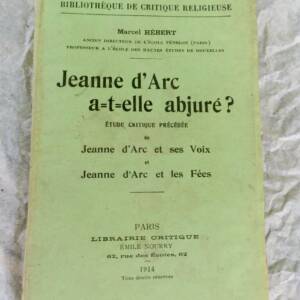 BIBLIOTHÈQUE DE CRITIQUE RELIGIEUSE
Marcel HÉBERT
ANCIEN DIRECTEUR DE L'ÉCOLE FÉNELON (PARIS)
PROFESSEUR A L'ÉCOLE DES HAUTES ÉTUDES DE BRUXELLES
Jeanne d'Arc
a-t-elle abjuré ?
ÉTUDE CRITIQUE PRÉCÉDÉE
de
Jeanne d'Arc et ses Voix
et
Jeanne d'Arc et les Fées
PARIS
LIBRAIRIE CRITIQUE
ÉMILE NOURRY
62, rue des Écoles, 62
1914
Tous droits réservés